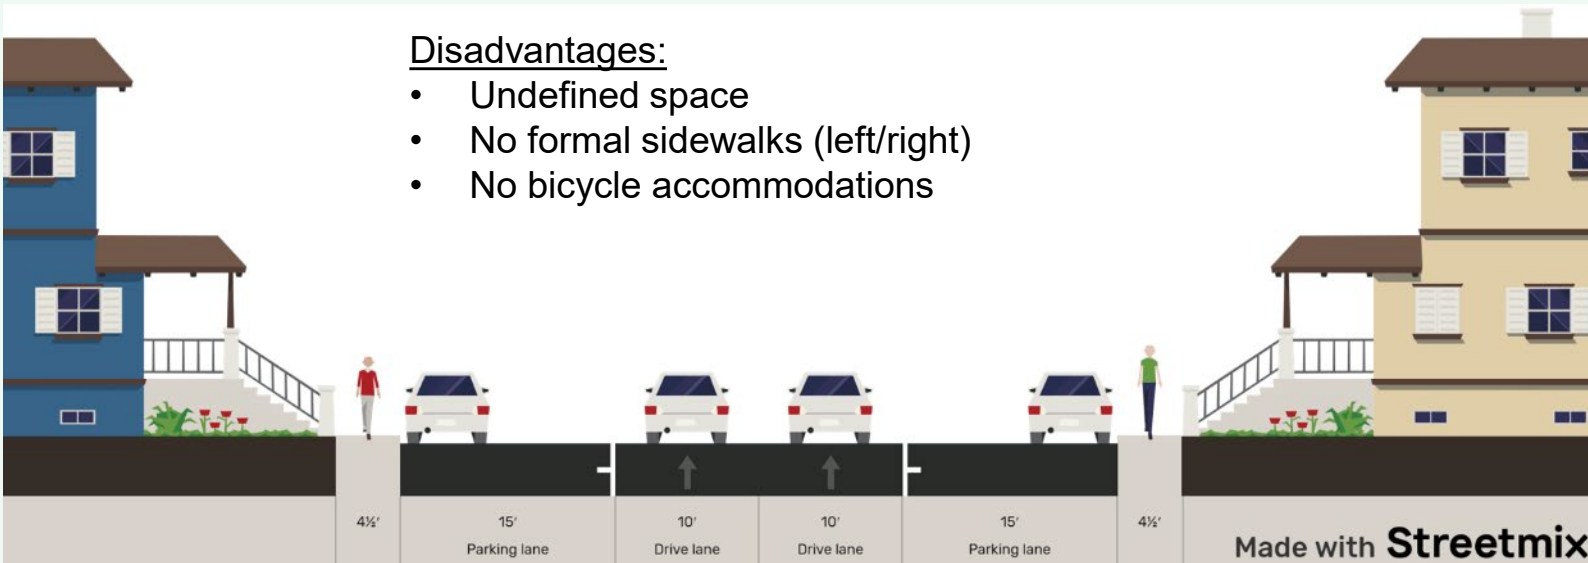 Disadvantages:
• Undefined space
• No formal sidewalks (left/right)
• No bicycle accommodations
4½' 15' 10' 10' 15' 4½'
Parking lane Drive lane Drive lane Parking lane
Made with Streetmix